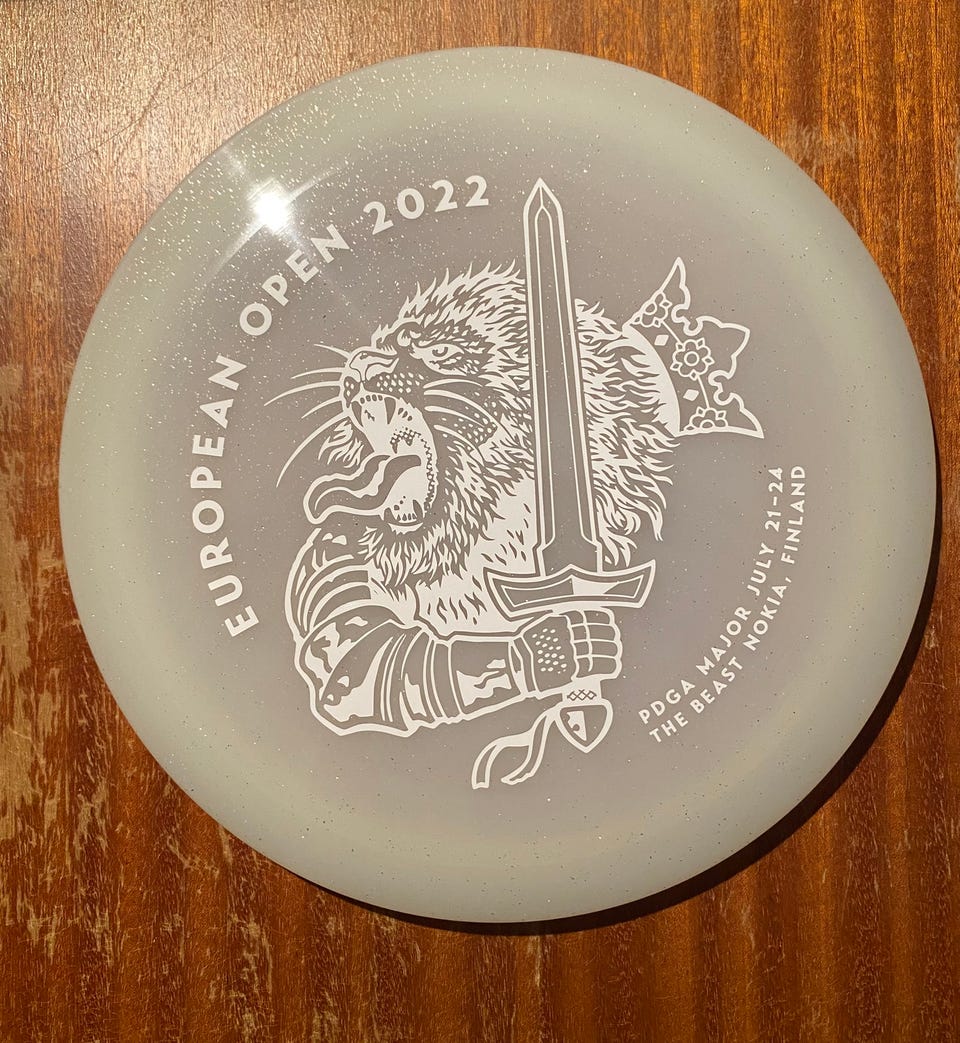 EUROPEAN OPEN 2022
PDGA MAJOR JULY 21-24
THE BEAST NOKIA, FINLAND